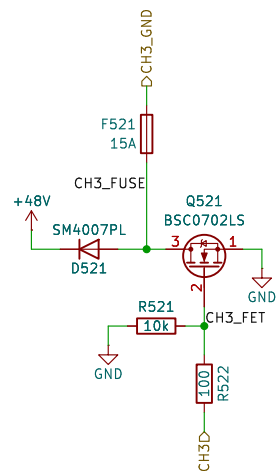 CH3_GND
F521
15A
CH3_FUSE
Q521
BSC0702LS
+48V
SM4007PL
D521
3
1
2
GND
R521
10k
CH3_FET
GND
100
R522
CH3